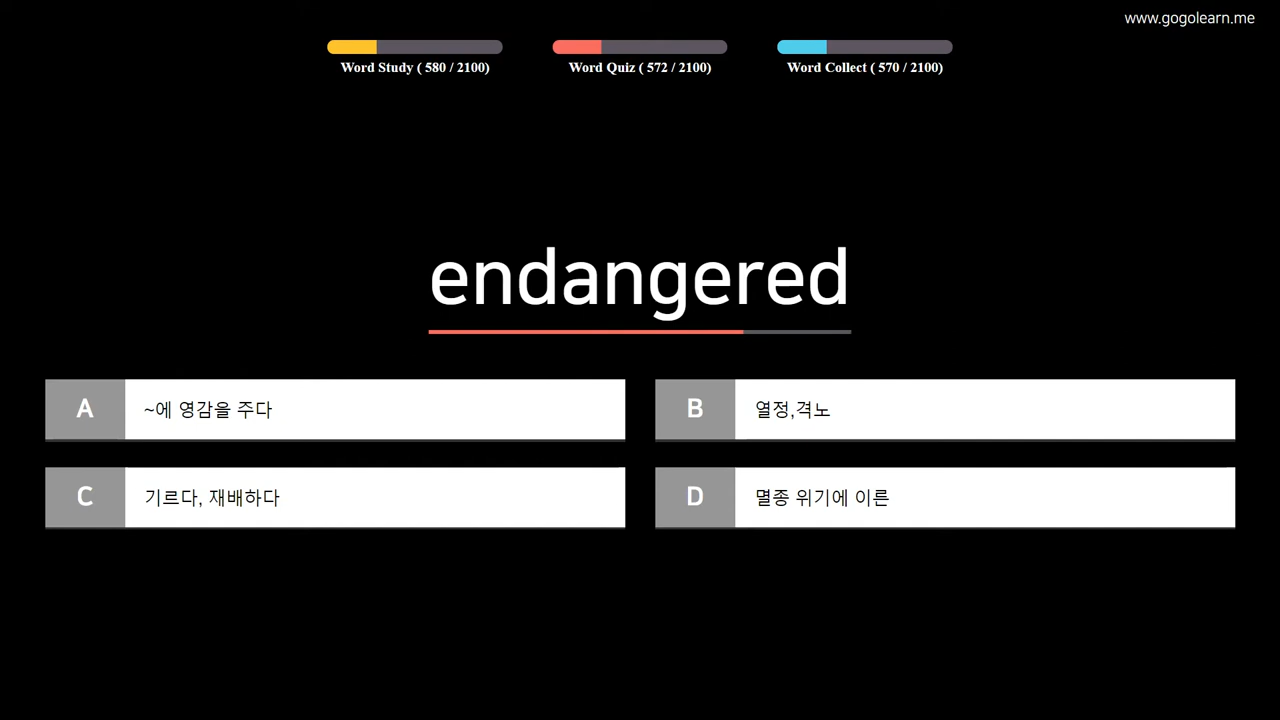 www.gogolearn.me
Word Study ( 580 / 2100)
Word Quiz ( 572 / 2100)
Word Collect ( 570 / 2100)
endangered
A ~에 영감을 주다
B 열정,격노
C 기르다, 재배하다
D 멸종 위기에 이른